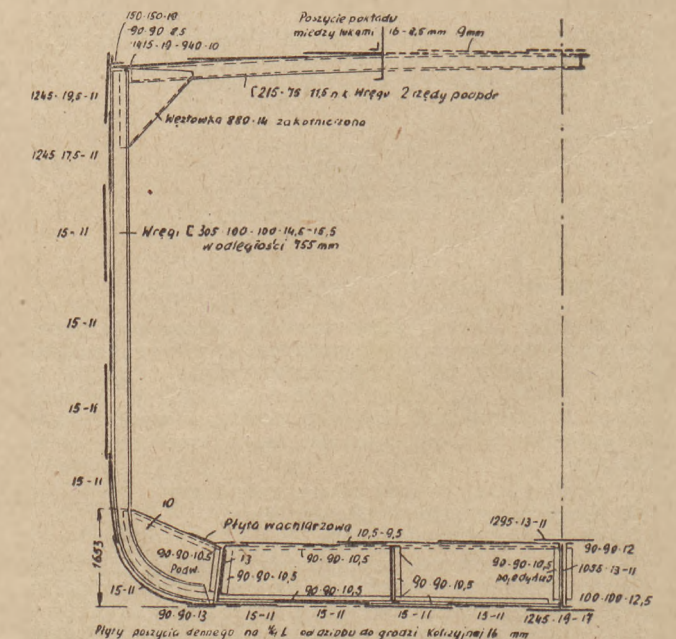 150·150·19
90·90 8,5
1415·19-940·10
Poszycie pokładu
między lukami 16-8,5 mm 9mm
[ 215-75 11,5 n k Wręgu 2 rzędy podpór
1245·19,5-11
Węzłówka 880·14 zakołnierzona
1245 17,5-11
15-11 Wręgi [ 305 100·100·14,5-15,5
w odległości 755 mm
15-11
15-11
15-11
10
Płyta wachlarzowa
10,5-9,5
1295-13-11
1653
90·90·10,5
Podw.
13
90·90·10,5
90·90·10,5
90·90·10,5
90·90·10,5
90·90·10,5
pojedyńcz
90-90-12
1055·13-11
100·100·12,5
15-11
90·90·13
15-11
15-11
15-11
15-11
1245·19-17
Płyty poszycia dennego na ¼ L od dziobu do grodzi kolizyjnej 16 mm